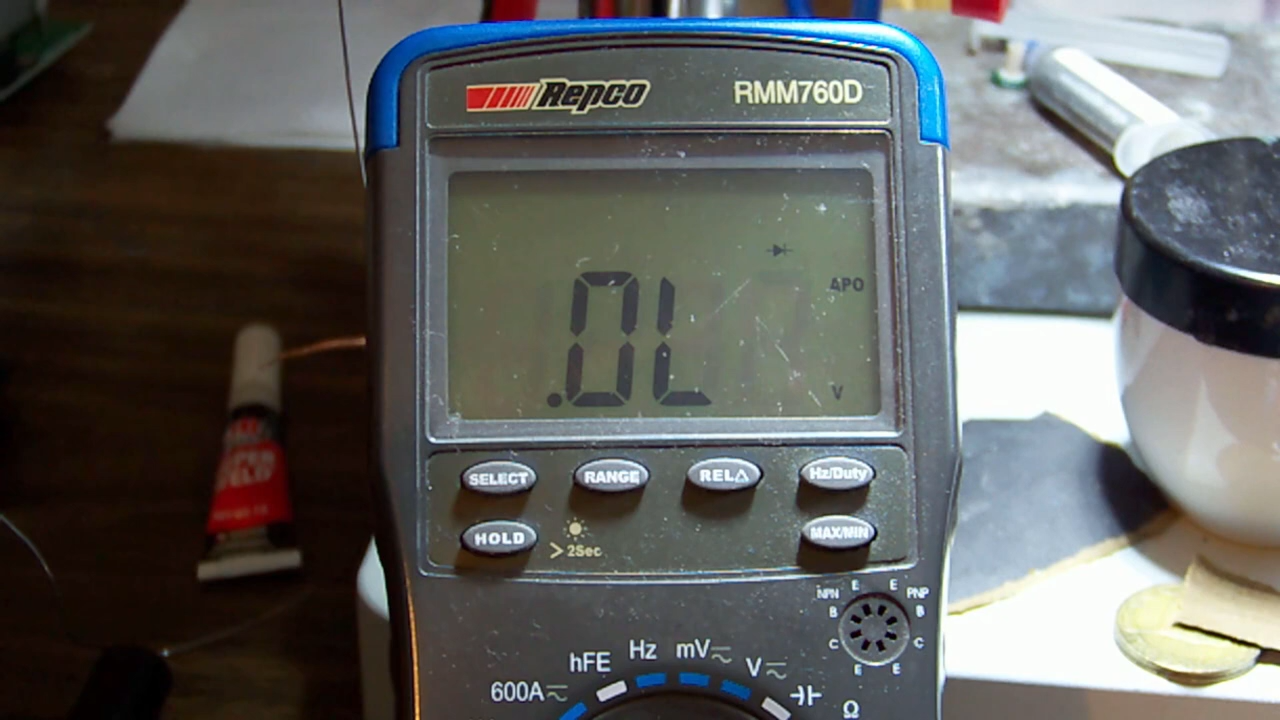 Repco RMM760D
APO
.0L
V
SELECT RANGE REL△ Hz/Duty
HOLD >2Sec MAX/MIN
E E
NPN PNP
B B
C C
E E
hFE Hz mV V
600A Ω